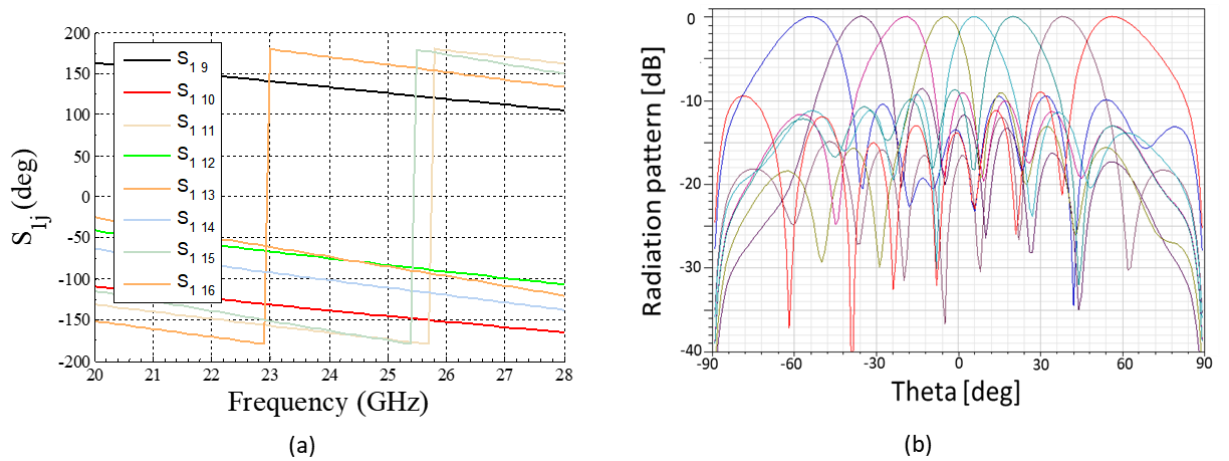 200
150
100
50
0
-50
-100
-150
-200
S1j (deg)
S1 9
S1 10
S1 11
S1 12
S1 13
S1 14
S1 15
S1 16
20 21 22 23 24 25 26 27 28
Frequency (GHz)
(a)
0
-10
-20
-30
-40
Radiation pattern [dB]
-90 -60 -30 0 30 60 90
Theta [deg]
(b)